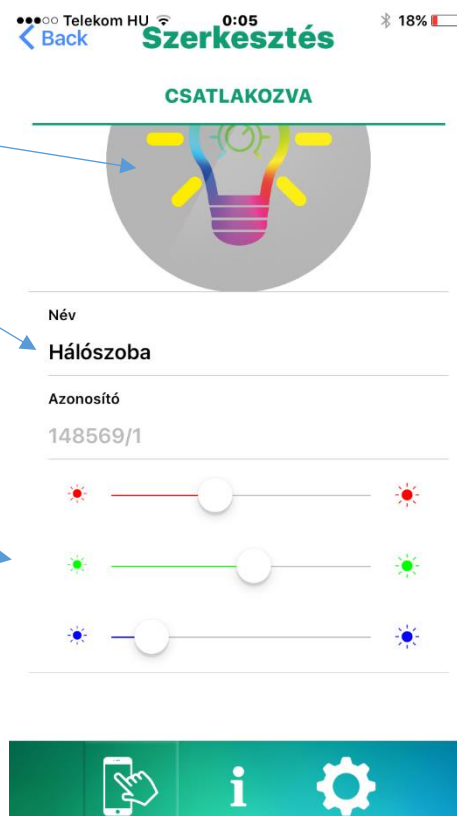 Telekom HU 0:05 18%
Back Szerkesztés
CSATLAKOZVA
Név
Hálószoba
Azonosító
148569/1
i